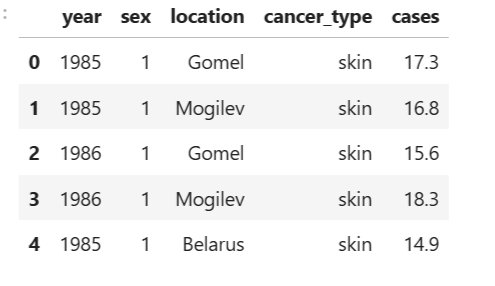 :
year sex location cancer_type cases
0 1985 1 Gomel skin 17.3
1 1985 1 Mogilev skin 16.8
2 1986 1 Gomel skin 15.6
3 1986 1 Mogilev skin 18.3
4 1985 1 Belarus skin 14.9